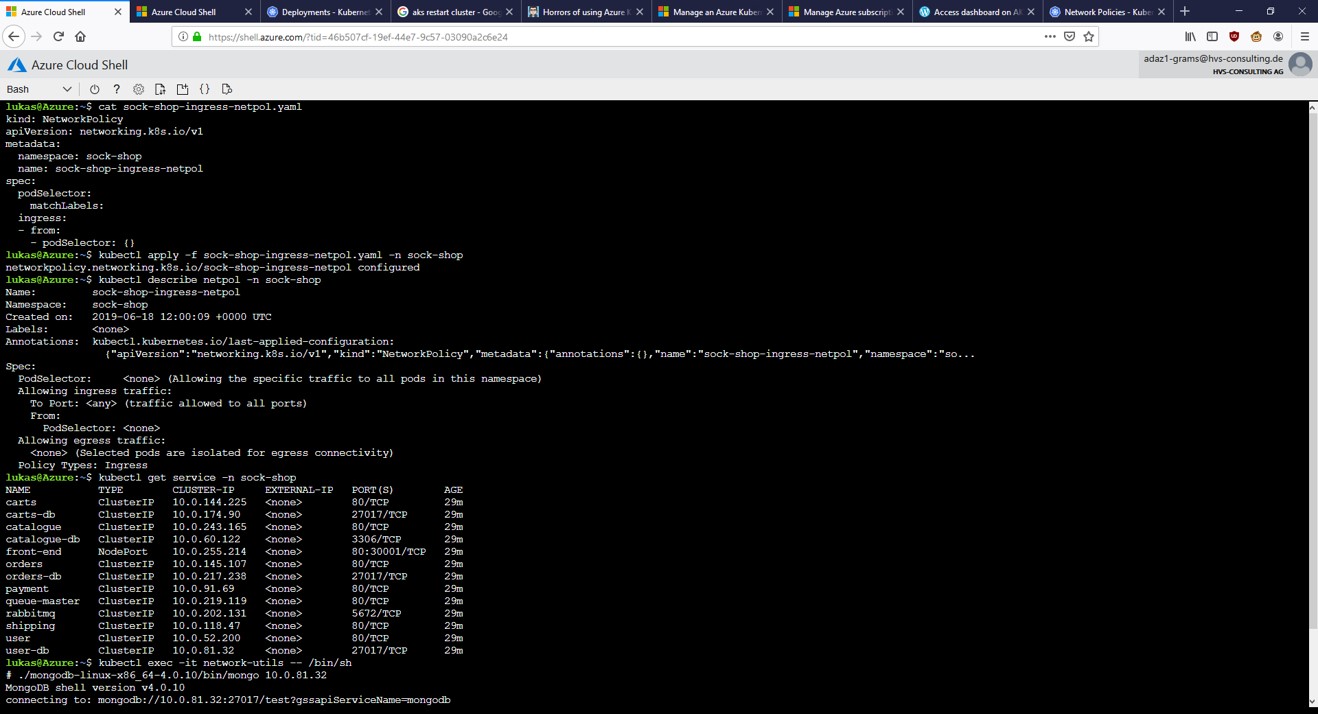 Azure Cloud Shell
Azure Cloud Shell
Deployments - Kubernet
aks restart cluster - Goog
Horrors of using Azure K
Manage an Azure Kubern
Manage Azure subscripti
Access dashboard on AK
Network Policies - Kuber
https://shell.azure.com/?tid=46b507cf-19ef-44e7-9c57-03090a2c6e24
Azure Cloud Shell
adaz1-grams@hvs-consulting.de
HVS-CONSULTING AG
Bash
lukas@Azure:~$ cat sock-shop-ingress-netpol.yaml
kind: NetworkPolicy
apiVersion: networking.k8s.io/v1
metadata:
  namespace: sock-shop
  name: sock-shop-ingress-netpol
spec:
  podSelector:
    matchLabels:
  ingress:
  - from:
    - podSelector: {}
lukas@Azure:~$ kubectl apply -f sock-shop-ingress-netpol.yaml -n sock-shop
networkpolicy.networking.k8s.io/sock-shop-ingress-netpol configured
lukas@Azure:~$ kubectl describe netpol -n sock-shop
Name:         sock-shop-ingress-netpol
Namespace:    sock-shop
Created on:   2019-06-18 12:00:09 +0000 UTC
Labels:       <none>
Annotations:  kubectl.kubernetes.io/last-applied-configuration:
                {"apiVersion":"networking.k8s.io/v1","kind":"NetworkPolicy","metadata":{"annotations":{},"name":"sock-shop-ingress-netpol","namespace":"so...
Spec:
  PodSelector:     <none> (Allowing the specific traffic to all pods in this namespace)
  Allowing ingress traffic:
    To Port: <any> (traffic allowed to all ports)
    From:
      PodSelector: <none>
  Allowing egress traffic:
    <none> (Selected pods are isolated for egress connectivity)
  Policy Types: Ingress
lukas@Azure:~$ kubectl get service -n sock-shop
NAME           TYPE        CLUSTER-IP     EXTERNAL-IP   PORT(S)        AGE
carts          ClusterIP   10.0.144.225   <none>        80/TCP         29m
carts-db       ClusterIP   10.0.174.90    <none>        27017/TCP      29m
catalogue      ClusterIP   10.0.243.165   <none>        80/TCP         29m
catalogue-db   ClusterIP   10.0.60.122    <none>        3306/TCP       29m
front-end      NodePort    10.0.255.214   <none>        80:30001/TCP   29m
orders         ClusterIP   10.0.145.107   <none>        80/TCP         29m
orders-db      ClusterIP   10.0.217.238   <none>        27017/TCP      29m
payment        ClusterIP   10.0.91.69     <none>        80/TCP         29m
queue-master   ClusterIP   10.0.219.119   <none>        80/TCP         29m
rabbitmq       ClusterIP   10.0.202.131   <none>        5672/TCP       29m
shipping       ClusterIP   10.0.118.47    <none>        80/TCP         29m
user           ClusterIP   10.0.52.200    <none>        80/TCP         29m
user-db        ClusterIP   10.0.81.32     <none>        27017/TCP      29m
lukas@Azure:~$ kubectl exec -it network-utils -- /bin/sh
# ./mongodb-linux-x86_64-4.0.10/bin/mongo 10.0.81.32
MongoDB shell version v4.0.10
connecting to: mongodb://10.0.81.32:27017/test?gssapiServiceName=mongodb